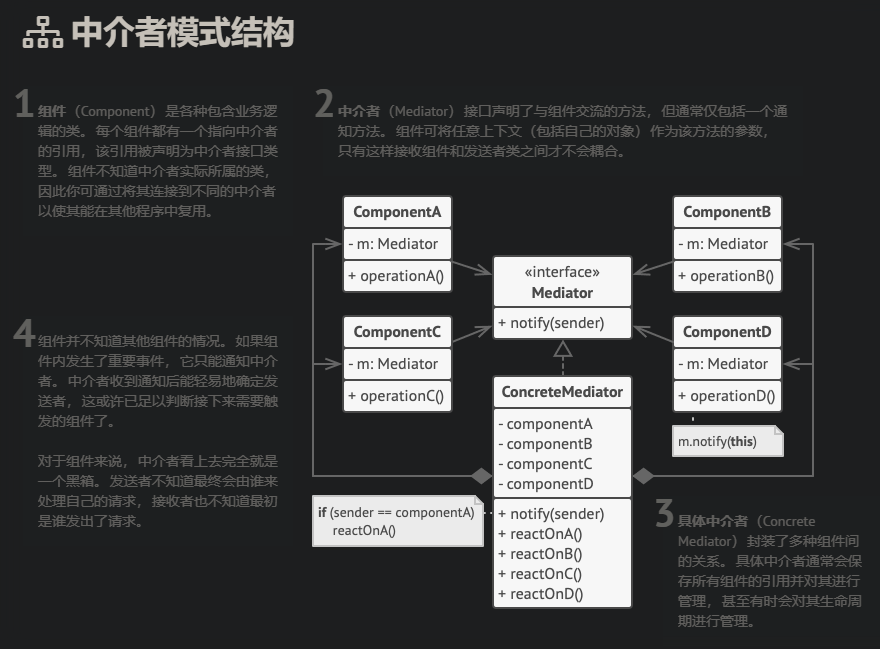 中介者模式结构
1
组件（Component）是各种包含业务逻
辑的类。 每个组件都有一个指向中介者
的引用，该引用被声明为中介者接口类
型。 组件不知道中介者实际所属的类，
因此你可通过将其连接到不同的中介者
以使其能在其他程序中复用。
2
中介者（Mediator）接口声明了与组件交流的方法，但通常仅包括一个通
知方法。 组件可将任意上下文（包括自己的对象）作为该方法的参数，
只有这样接收组件和发送者类之间才不会耦合。
ComponentA
- m: Mediator
+ operationA()
ComponentB
- m: Mediator
+ operationB()
«interface»
Mediator
+ notify(sender)
ComponentC
- m: Mediator
+ operationC()
ComponentD
- m: Mediator
+ operationD()
m.notify(this)
4
组件并不知道其他组件的情况。 如果组
件内发生了重要事件，它只能通知中介
者。 中介者收到通知后能轻易地确定发
送者，这或许已足以判断接下来需要触
发的组件了。
对于组件来说，中介者看上去完全就是
一个黑箱。 发送者不知道最终会由谁来
处理自己的请求，接收者也不知道最初
是谁发出了请求。
ConcreteMediator
- componentA
- componentB
- componentC
- componentD
+ notify(sender)
+ reactOnA()
+ reactOnB()
+ reactOnC()
+ reactOnD()
if (sender == componentA)
reactOnA()
3
具体中介者（Concrete
Mediator）封装了多种组件间
的关系。 具体中介者通常会保
存所有组件的引用并对其进行
管理，甚至有时会对其生命周
期进行管理。